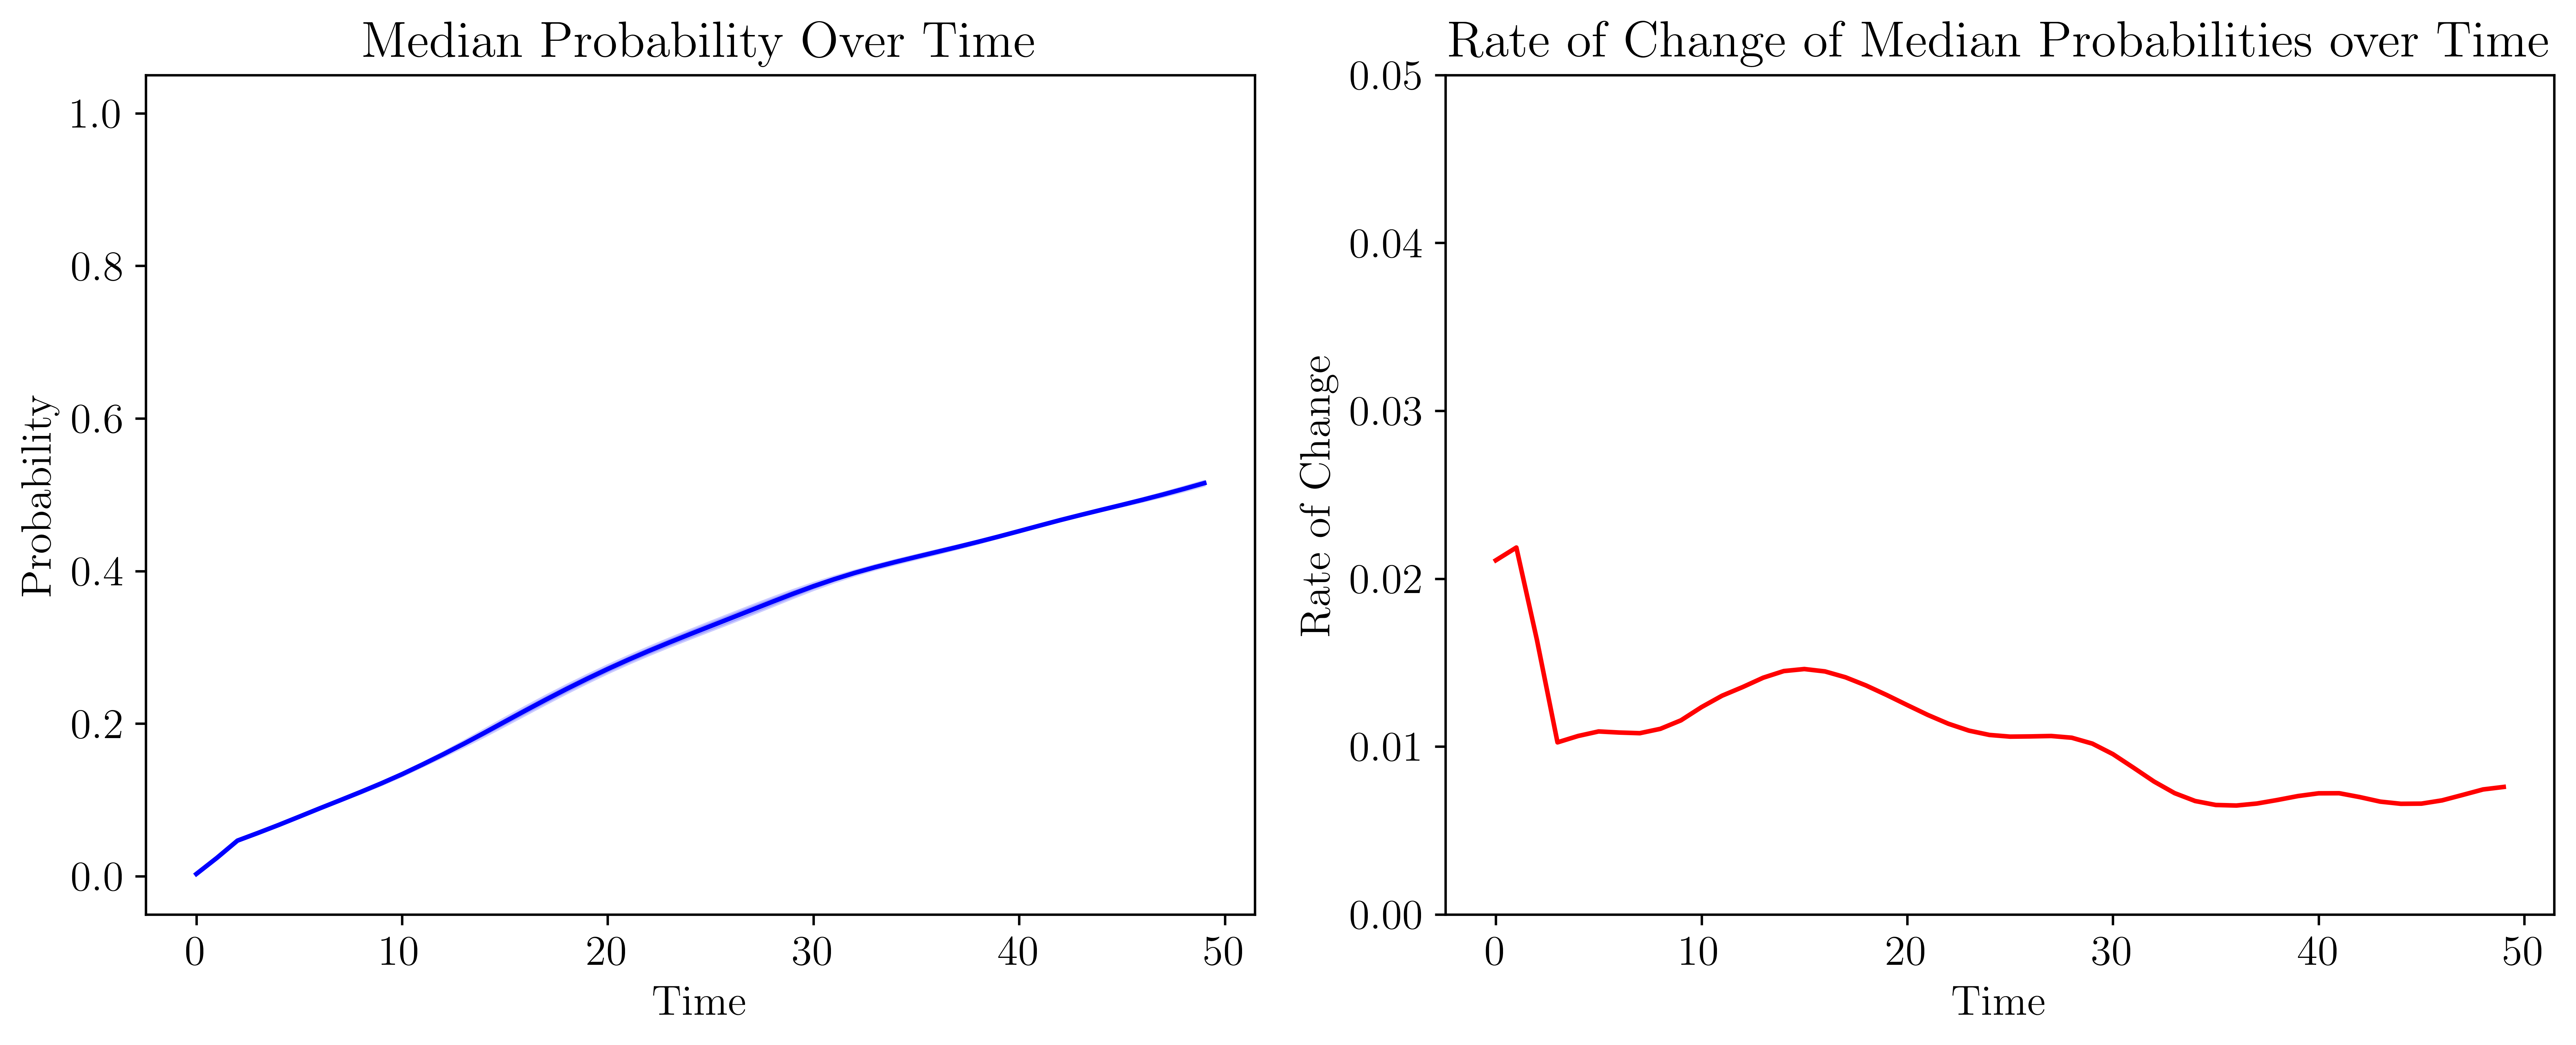 Median Probability Over Time
Probability
1.0
0.8
0.6
0.4
0.2
0.0
0 10 20 30 40 50
Time
Rate of Change of Median Probabilities over Time
Rate of Change
0.05
0.04
0.03
0.02
0.01
0.00
0 10 20 30 40 50
Time